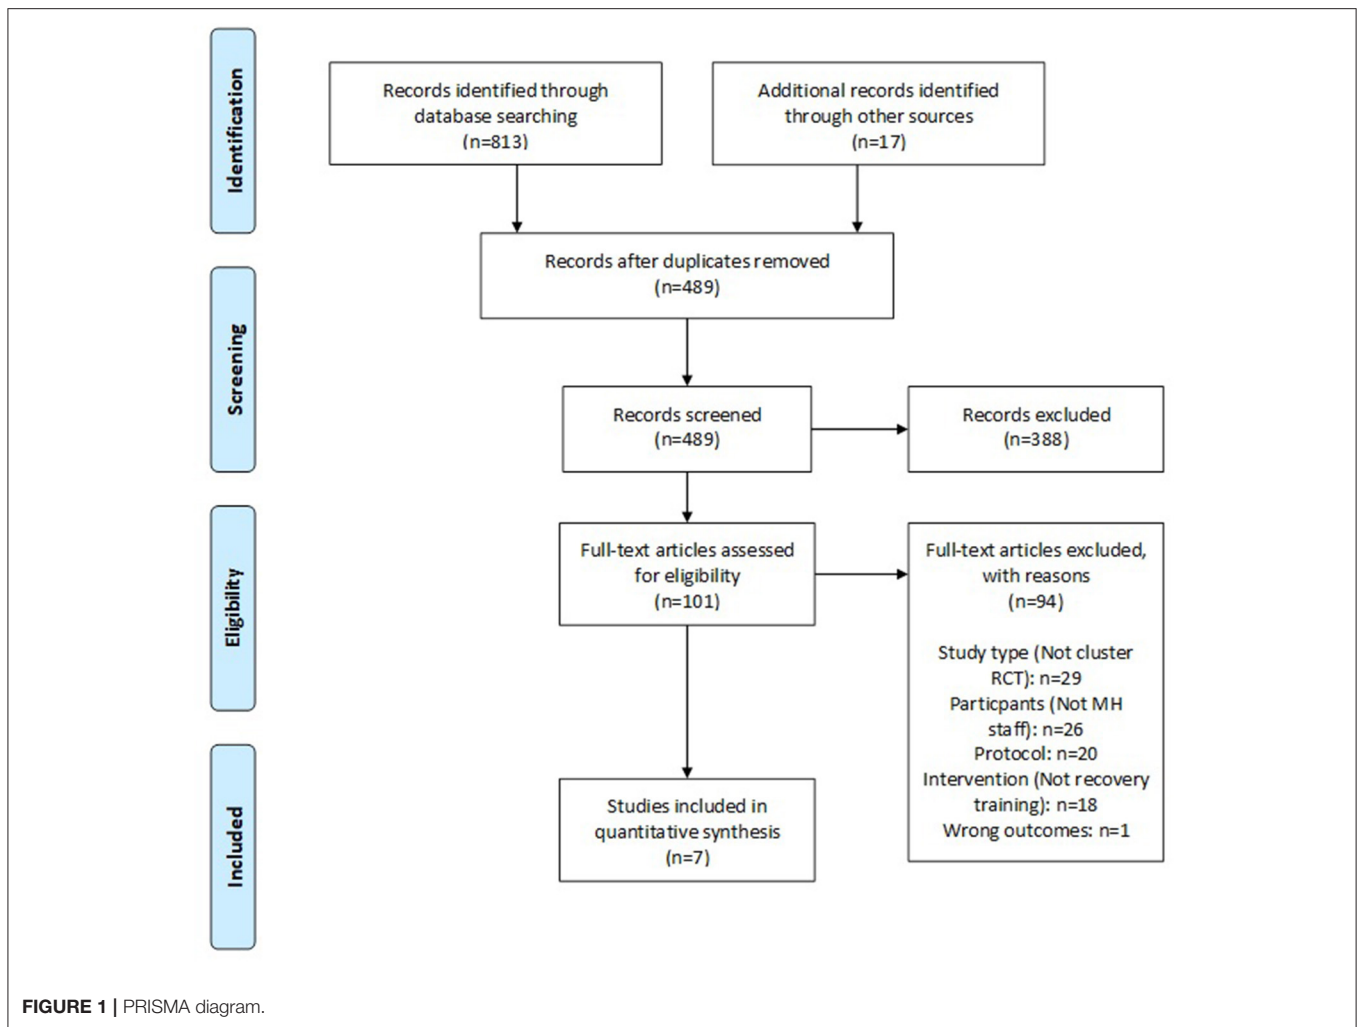 Identification
Records identified through
database searching
(n=813)
Additional records identified
through other sources
(n=17)
Records after duplicates removed
(n=489)
Screening
Records screened
(n=489)
Records excluded
(n=388)
Eligibility
Full-text articles assessed
for eligibility
(n=101)
Full-text articles excluded,
with reasons
(n=94)
Study type (Not cluster
RCT): n=29
Particpants (Not MH
staff): n=26
Protocol: n=20
Intervention (Not recovery
training): n=18
Wrong outcomes: n=1
Included
Studies included in
quantitative synthesis
(n=7)
FIGURE 1 | PRISMA diagram.